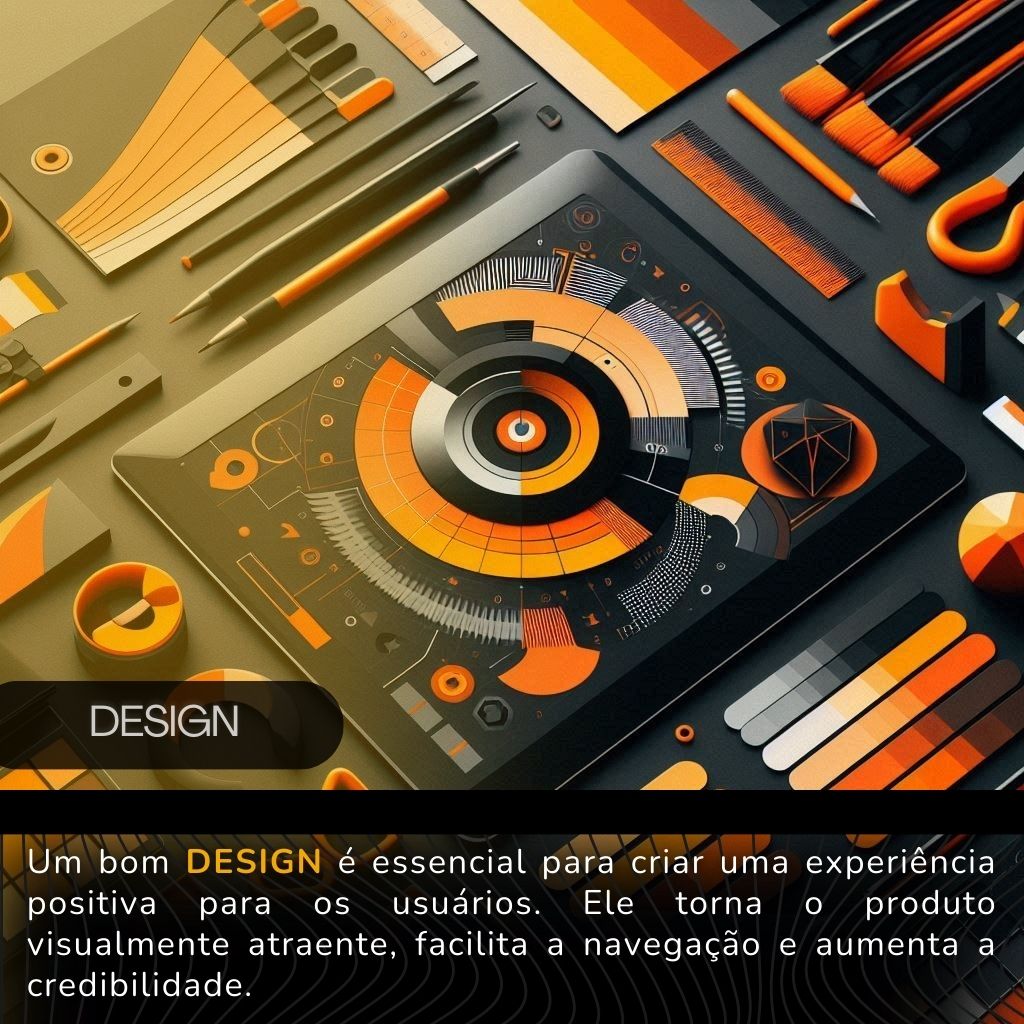 DESIGN
Um bom DESIGN é essencial para criar uma experiência
positiva para os usuários. Ele torna o produto
visualmente atraente, facilita a navegação e aumenta a
credibilidade.